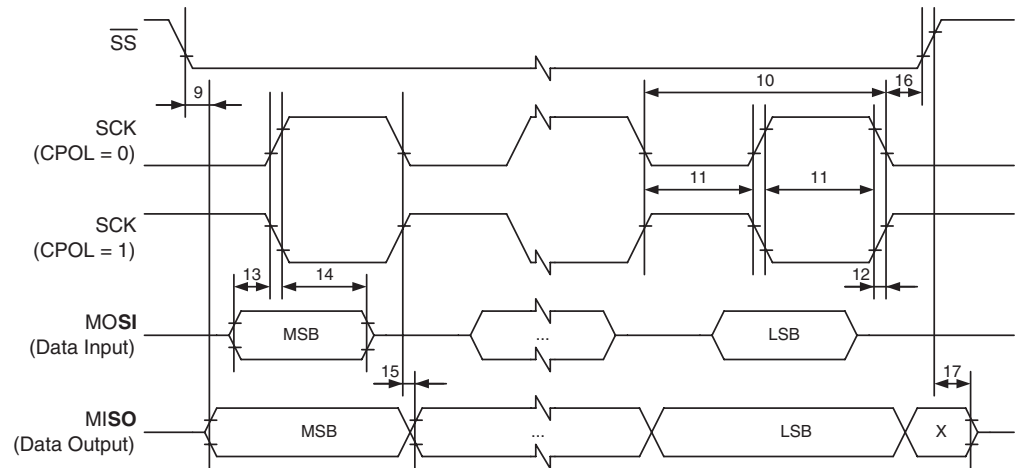 SS
10
16
9
SCK
(CPOL = 0)
11
11
SCK
(CPOL = 1)
12
13
14
MOSI
(Data Input)
MSB
...
LSB
15
17
MISO
(Data Output)
MSB
...
LSB
X